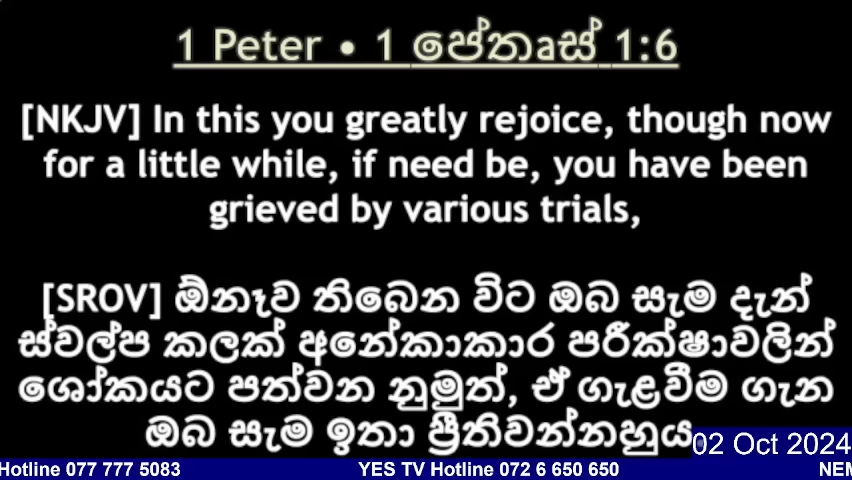 1 Peter • 1 පේතෘස් 1:6
[NKJV] In this you greatly rejoice, though now
for a little while, if need be, you have been
grieved by various trials,
[SROV] ඕනෑව තිබෙන විට ඔබ සැම දැන්
ස්වල්ප කලක් අනේකාකාර පරීක්ෂාවලින්
ශෝකයට පත්වන නුමුත්, ඒ ගැළවීම ගැන
ඔබ සැම ඉතා ප්‍රීතිවන්නහුය
02 Oct 2024
Hotline 077 777 5083 YES TV Hotline 072 6 650 650 NEM